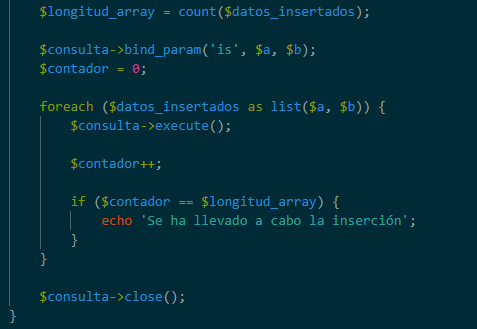 $longitud_array = count($datos_insertados);
$consulta->bind_param('is', $a, $b);
$contador = 0;
foreach ($datos_insertados as list($a, $b)) {
$consulta->execute();
$contador++;
if ($contador == $longitud_array) {
echo 'Se ha llevado a cabo la inserción';
}
}
$consulta->close();
}